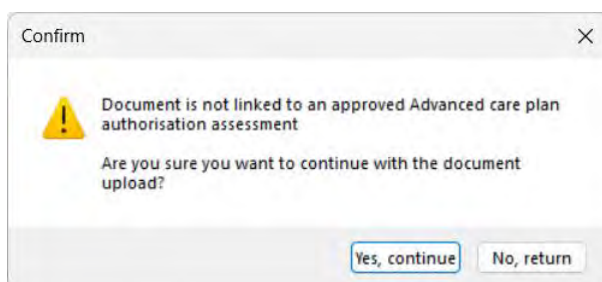 Confirm
Document is not linked to an approved Advanced care plan
authorisation assessment
Are you sure you want to continue with the document
upload?
Yes, continue
No, return